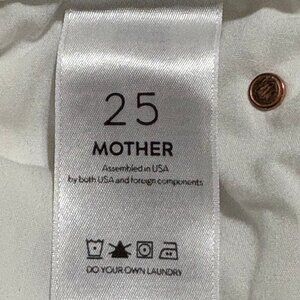 25
MOTHER
Assembled in USA
by both USA and foreign components
DO YOUR OWN LAUNDRY